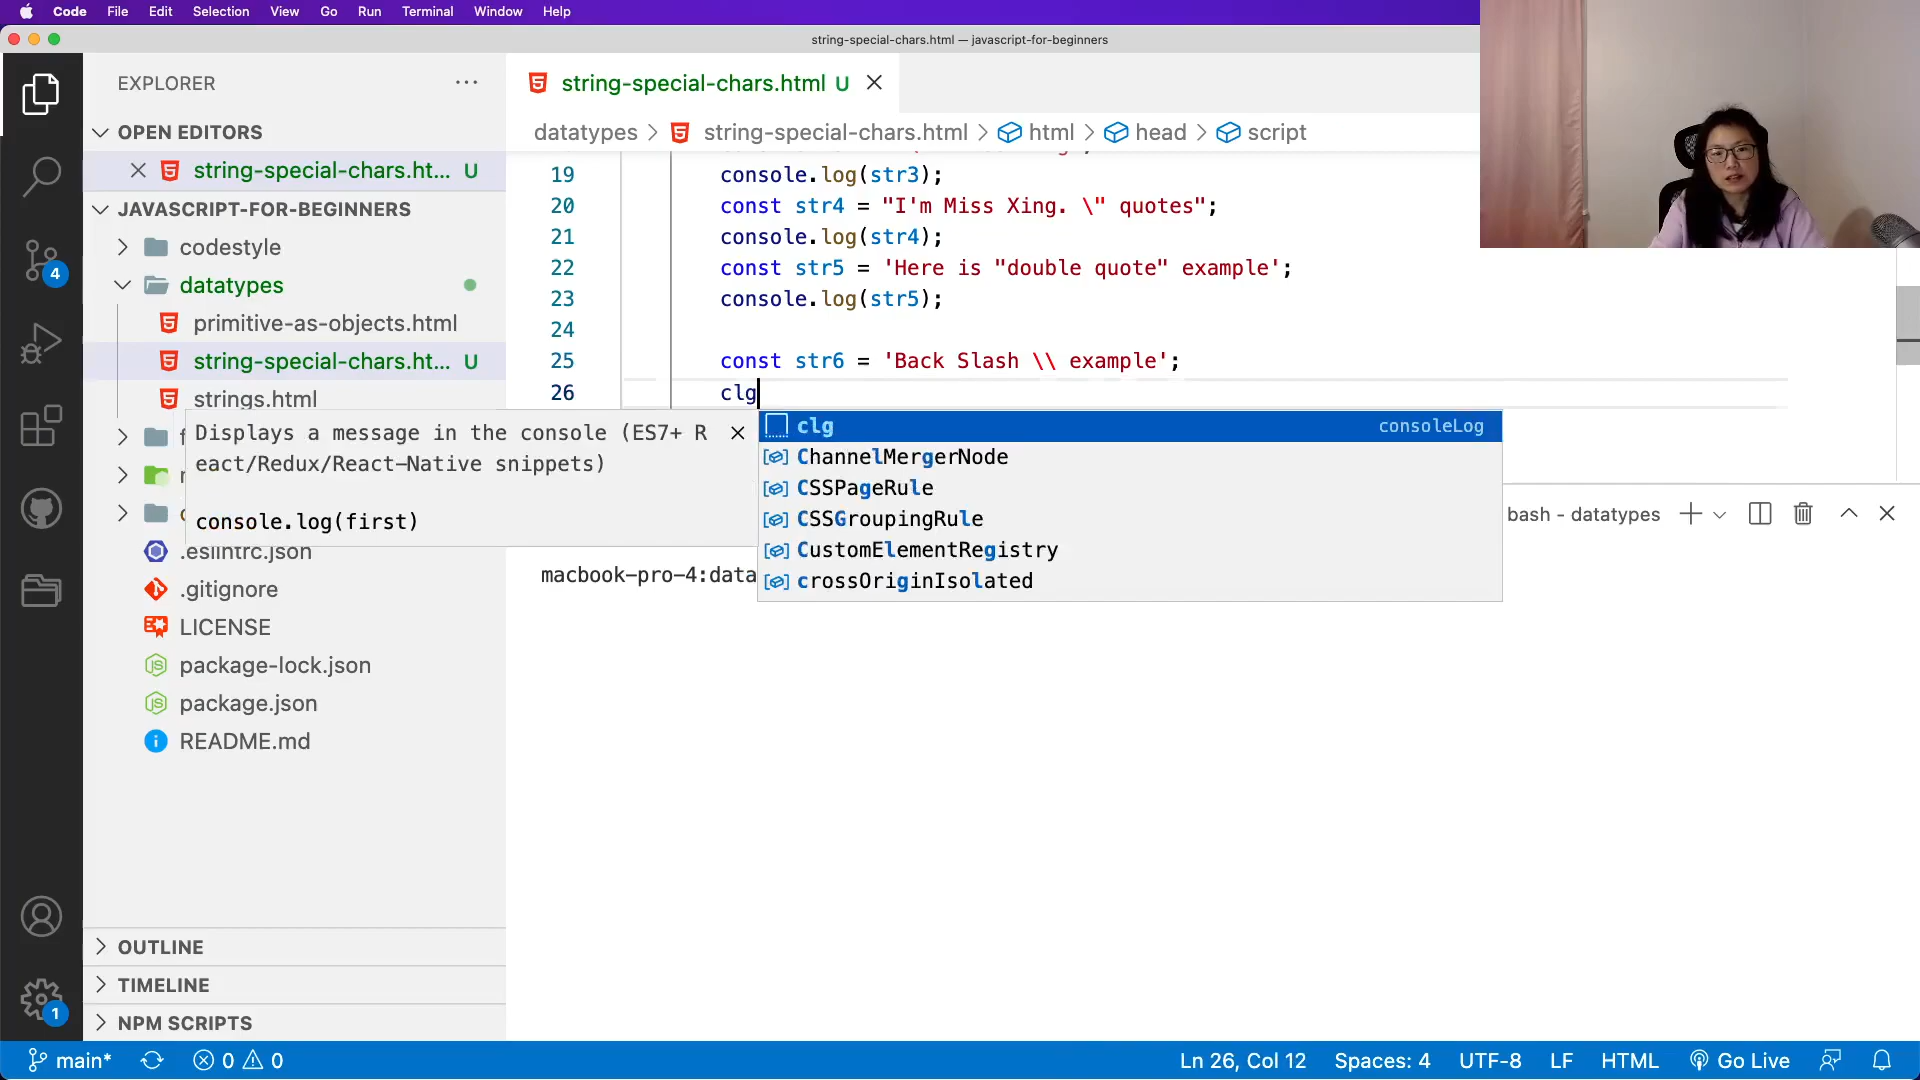 Code File Edit Selection View Go Run Terminal Window Help
string-special-chars.html — javascript-for-beginners
EXPLORER
OPEN EDITORS
string-special-chars.ht... U
JAVASCRIPT-FOR-BEGINNERS
codestyle
datatypes
primitive-as-objects.html
string-special-chars.ht... U
strings.html
.eslintrc.json
.gitignore
LICENSE
package-lock.json
package.json
README.md
OUTLINE
TIMELINE
NPM SCRIPTS
4
1
string-special-chars.html U
datatypes > string-special-chars.html > html > head > script
19 console.log(str3);
20 const str4 = "I'm Miss Xing. \" quotes";
21 console.log(str4);
22 const str5 = 'Here is "double quote" example';
23 console.log(str5);
24
25 const str6 = 'Back Slash \\ example';
26 clg
Displays a message in the console (ES7+ R
eact/Redux/React-Native snippets)
console.log(first)
clg consoleLog
ChannelMergerNode
CSSPageRule
CSSGroupingRule
CustomElementRegistry
crossOriginIsolated
bash - datatypes
macbook-pro-4:data
main* 0 0 Ln 26, Col 12 Spaces: 4 UTF-8 LF HTML Go Live